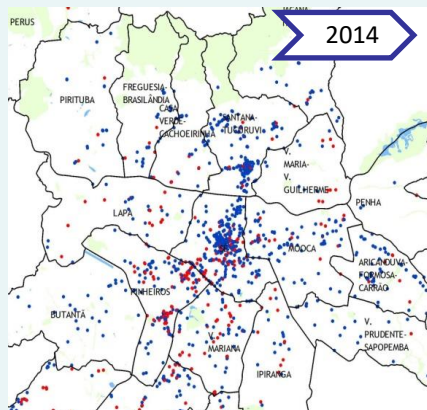 PERUS
2014
PIRITUBA
FREGUESIA-
BRASILÂNDIA
CASA
VERDE-
CACHOEIRINHA
SANTANA-
TUCURUVI
V.
MARIA-
V.
GUILHERME
PENHA
LAPA
MOOCA
ARICANDUVA-
FORMOSA-
CARRÃO
PINHEIROS
BUTANTÃ
V.
MARIANA
V.
PRUDENTE-
SAPOPEMBA
IPIRANGA